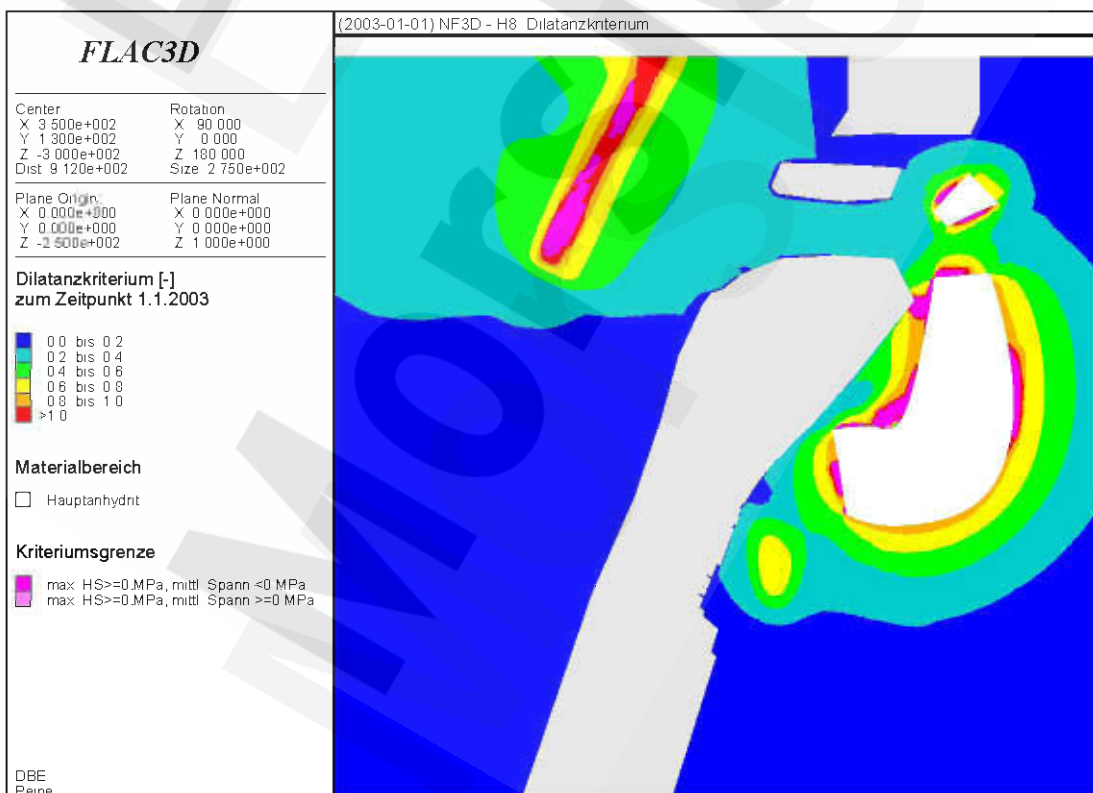 (2003-01-01) NF3D - H8 Dilatanzkriterium
FLAC3D
Center Rotation
X 3 500e+002 X 90 000
Y 1 300e+002 Y 0 000
Z -3 000e+002 Z 180 000
Dist 9 120e+002 Size 2 750e+002
Plane Origin: Plane Normal
X 0 000e+000 X 0 000e+000
Y 0.000e+000 Y 0 000e+000
Z -2 500e+002 Z 1 000e+000
Dilatanzkriterium [-]
zum Zeitpunkt 1.1.2003
0 0 bis 0 2
0 2 bis 0 4
0 4 bis 0 6
0 6 bis 0 8
0 8 bis 1 0
>1 0
Materialbereich
Hauptanhydrit
Kriteriumsgrenze
max HS>=0.MPa, mittl Spann <0 MPa
max HS>=0.MPa, mittl Spann >=0 MPa
DBE
Peine